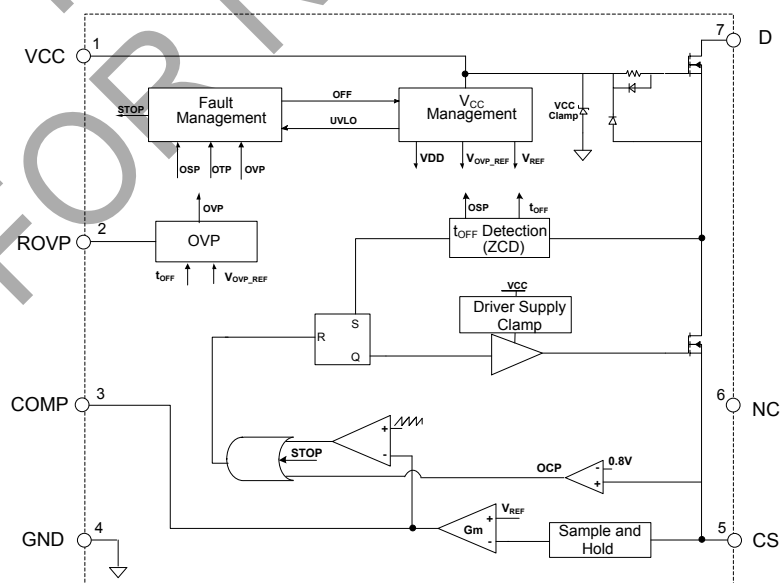 FOR
1
7
VCC
D
Fault
Management
OFF
UVLO
STOP
VCC
Management
VCC
Clamp
OSP
OTP
OVP
VDD
VOVP_REF
VREF
OVP
2
ROVP
OVP
tOFF
VOVP_REF
OSP
tOFF
tOFF Detection
(ZCD)
VCC
Driver Supply
Clamp
S
R
Q
3
COMP
6
NC
+
-
STOP
OCP
-
+
0.8V
4
GND
Gm
+
-
VREF
Sample and
Hold
5
CS